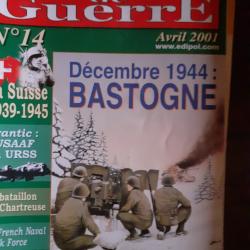 GuerrE
N° 14
Avril 2001
www.edipol.com
a Suisse
939-1945
Décembre 1944 :
BASTOGNE
rantic :
USAAF
URSS
bataillon
Chartreuse
French Naval
k Force